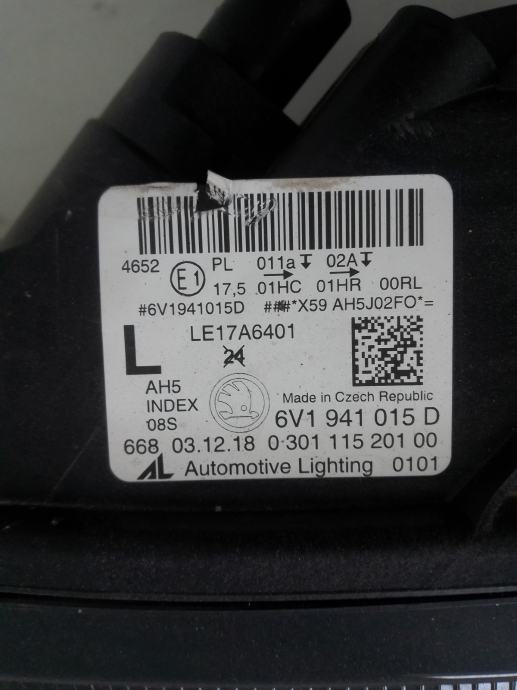 4652 E1 PL 011a 02A
17,5 01HC 01HR 00RL
#6V1941015D ###*X59 AH5J02FO*=
L LE17A6401
24
AH5
INDEX
08S
Made in Czech Republic
6V1 941 015 D
668 03.12.18 0 301 115 201 00
AL Automotive Lighting 0101